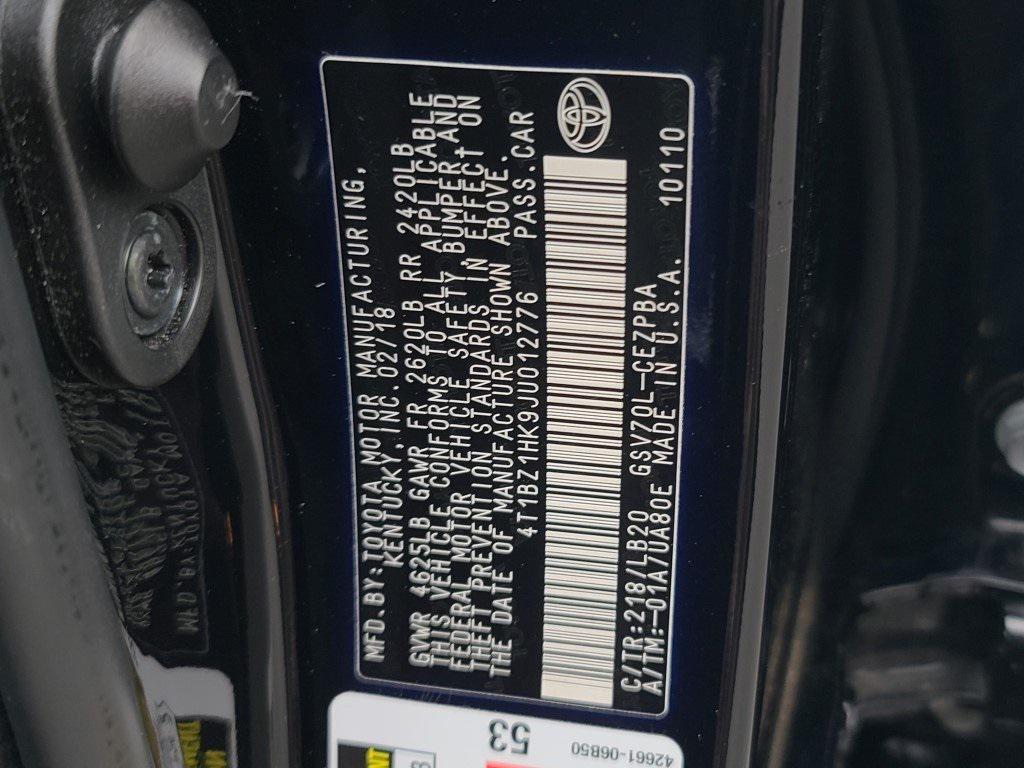 MFD.BY:TOYOTA MOTOR MANUFACTURING,
KENTUCKY,INC.02/18
GVWR 4625LB GAWR FR 2620LB RR 2420LB
THIS VEHICLE CONFORMS TO ALL APPLICABLE
FEDERAL MOTOR VEHICLE SAFETY,BUMPER,AND
THEFT PREVENTION STANDARDS IN EFFECT ON
THE DATE OF MANUFACTURE SHOWN ABOVE.
4T1BZ1HK9JU012776 PASS.CAR
C/TR:218/LB20 GSV70L-CEZPBA
A/TM:-01A/UA80E MADE IN U.S.A. 10110
53
42661-06B50